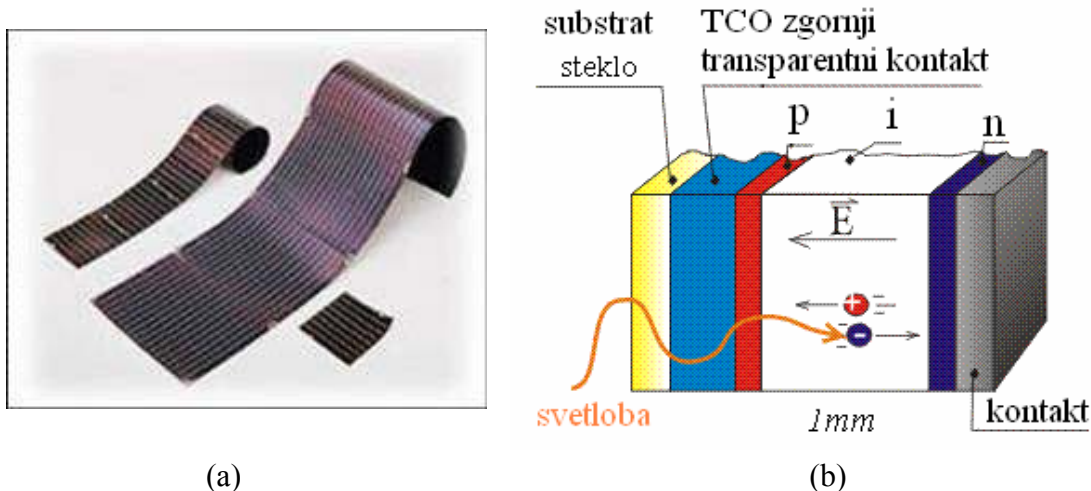 substrat
steklo
TCO zgornji
transparentni kontakt
p
i
n
E
+
-
svetloba
1mm
kontakt
(a)
(b)